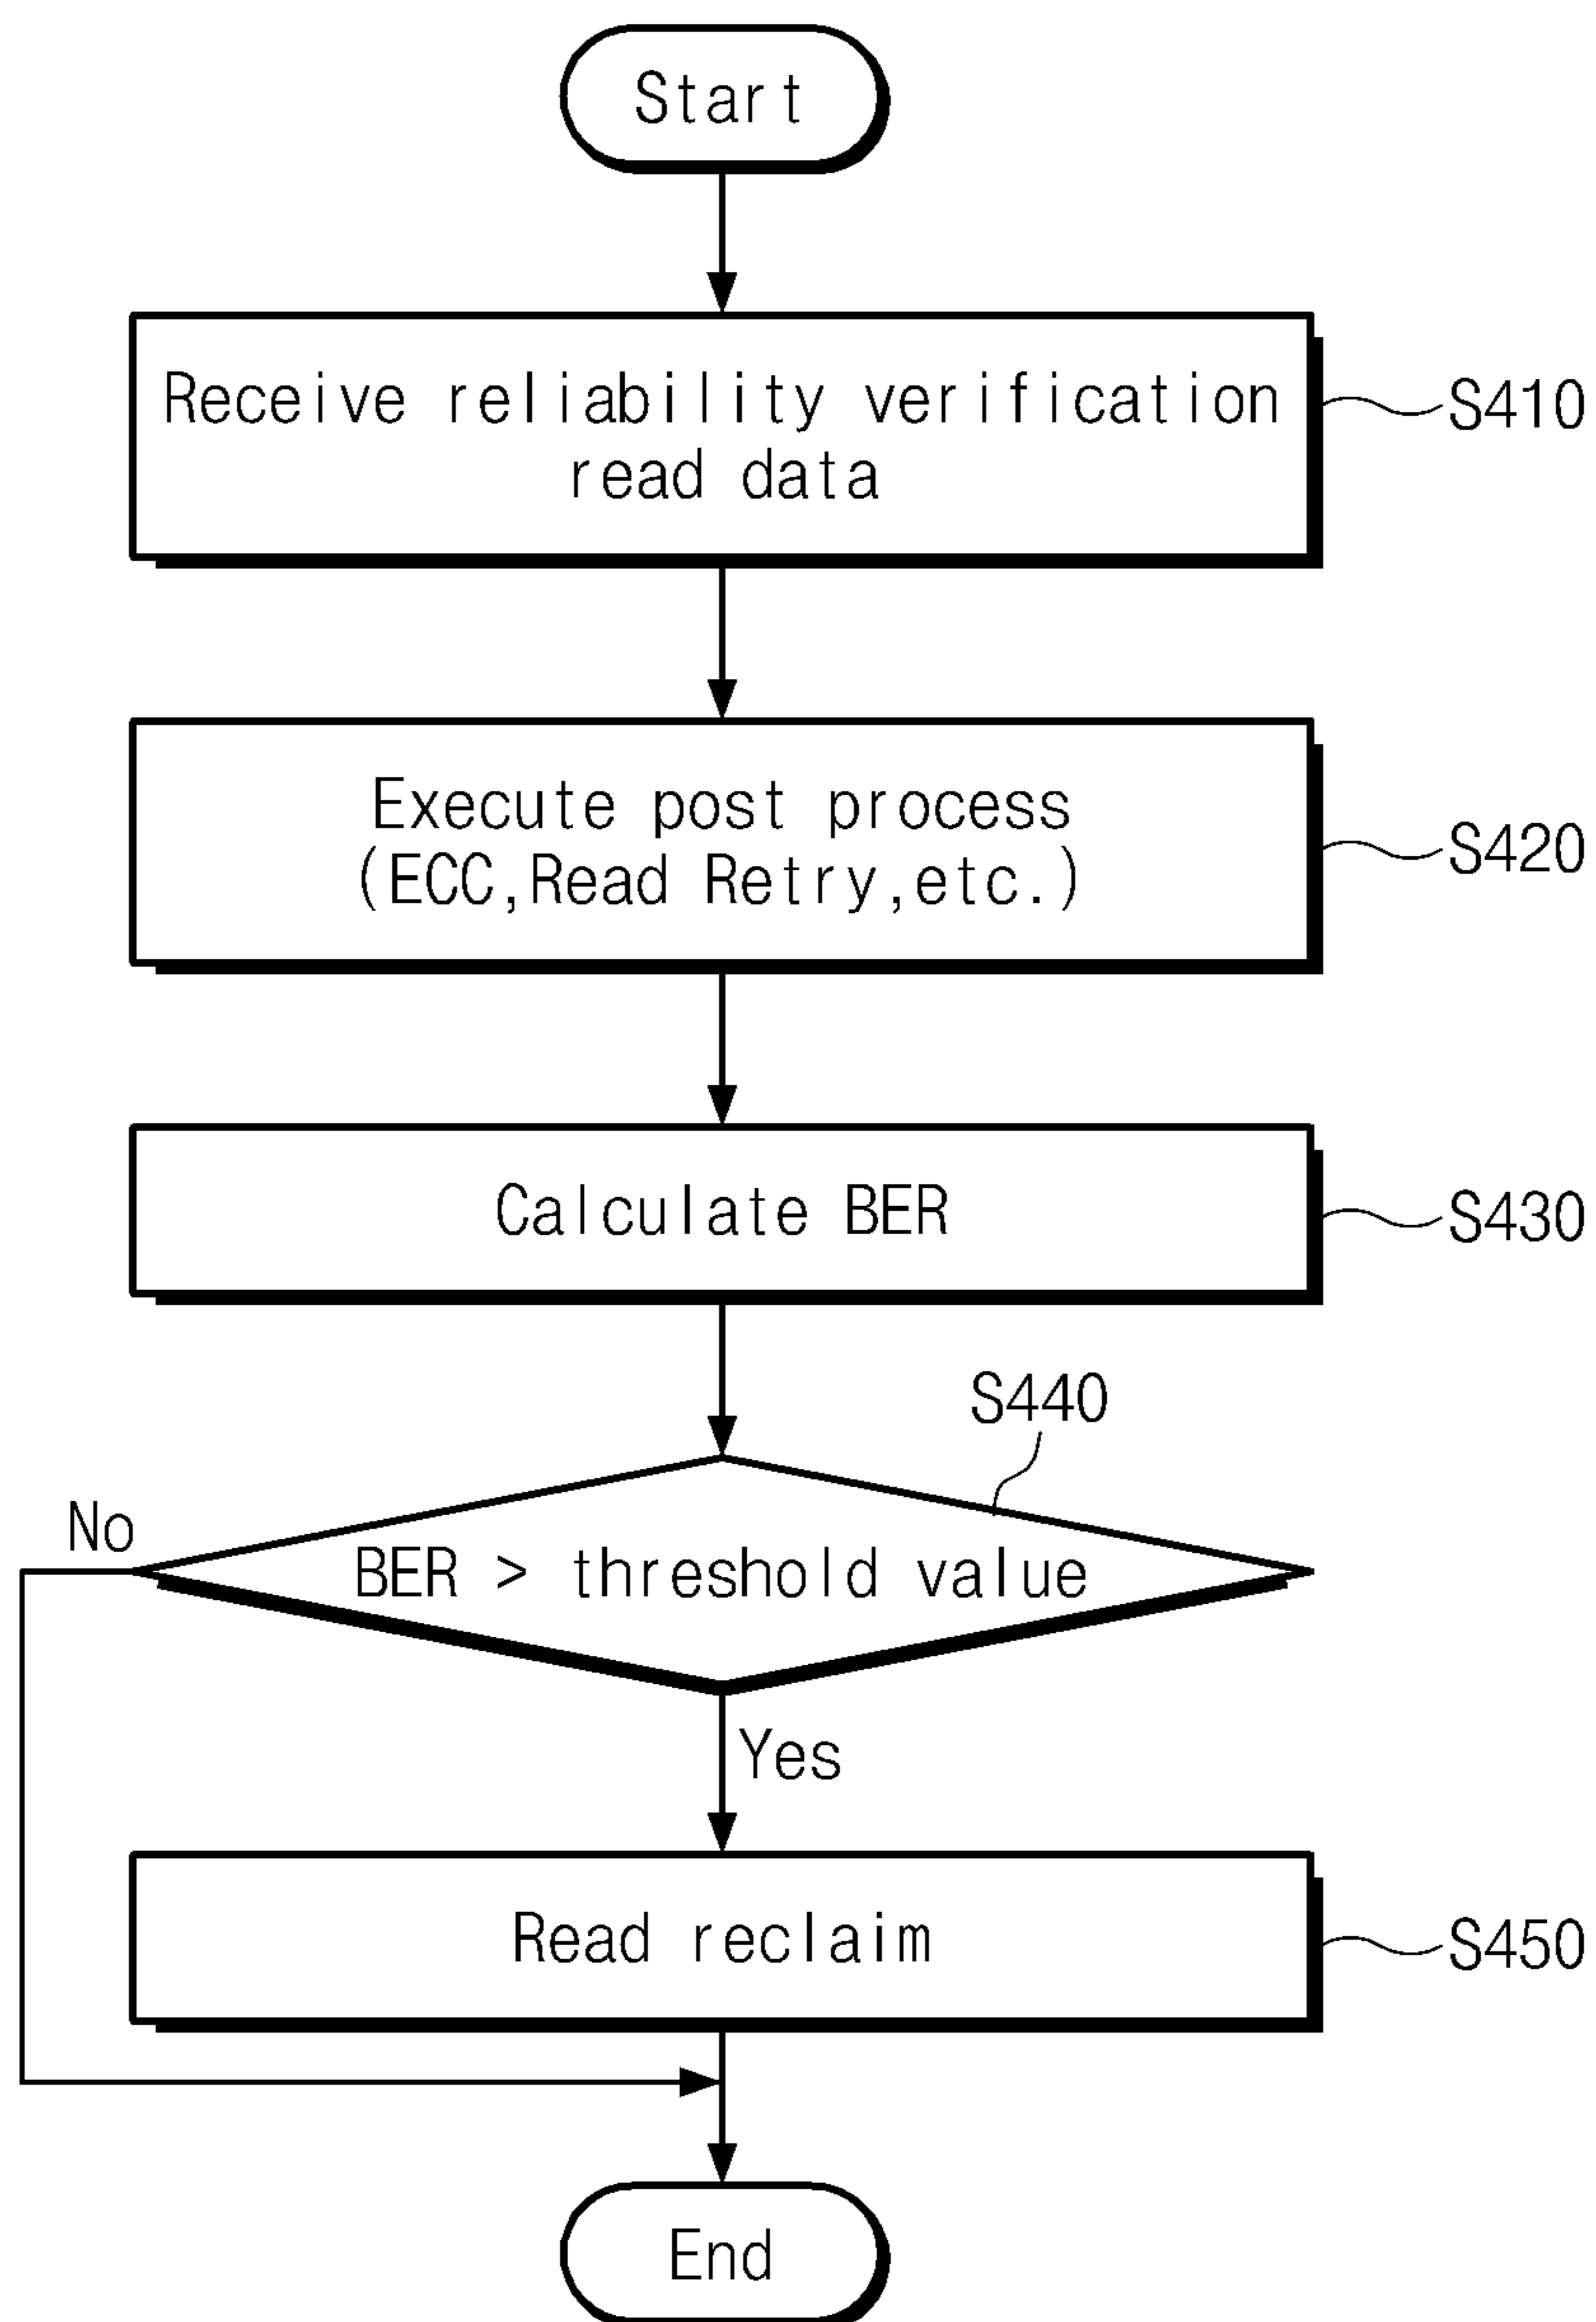 Start
Receive reliability verification
read data
S410
Execute post process
(ECC,Read Retry,etc.)
S420
Calculate BER
S430
S440
No
BER > threshold value
Yes
Read reclaim
S450
End